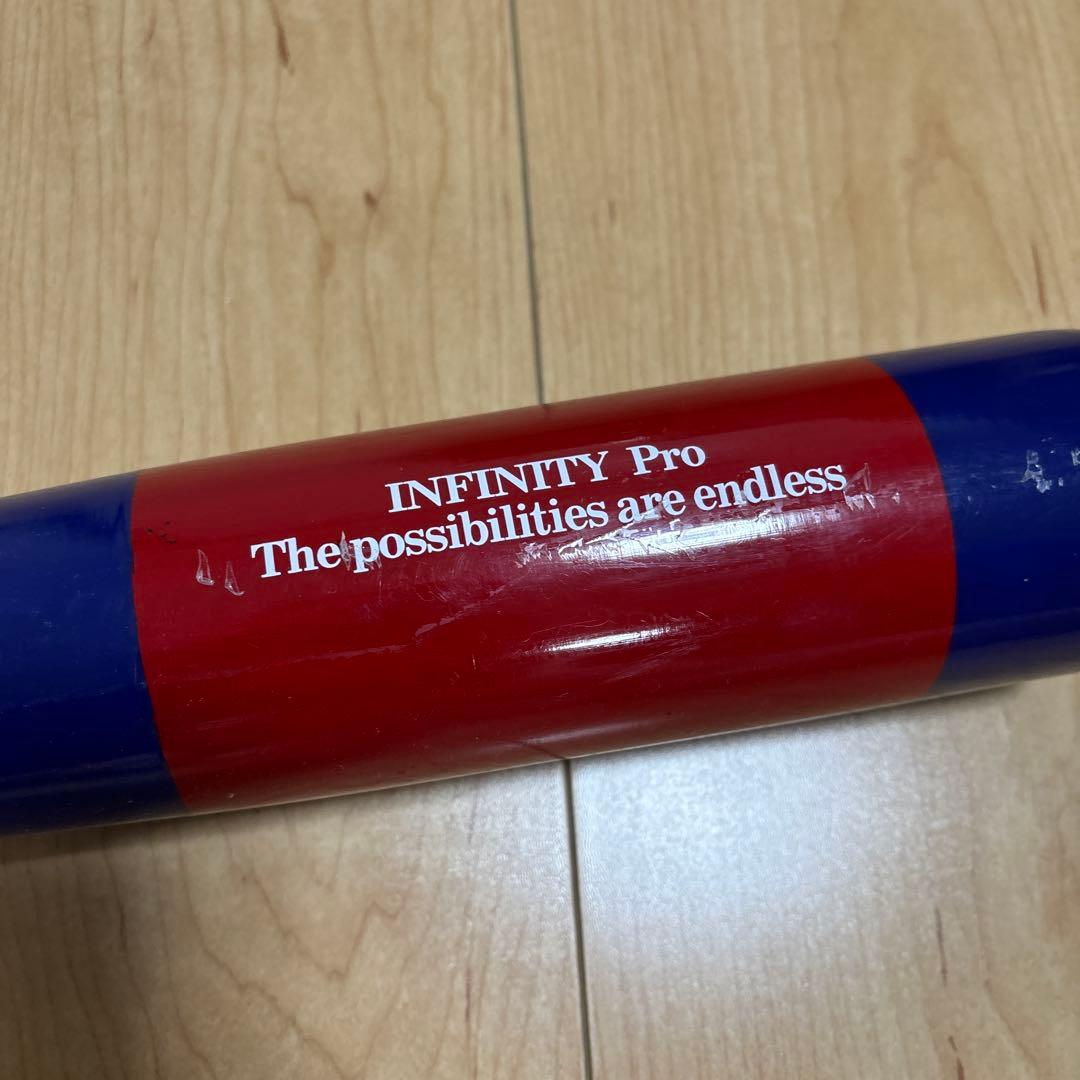 INFINITY Pro
The possibilities are endless